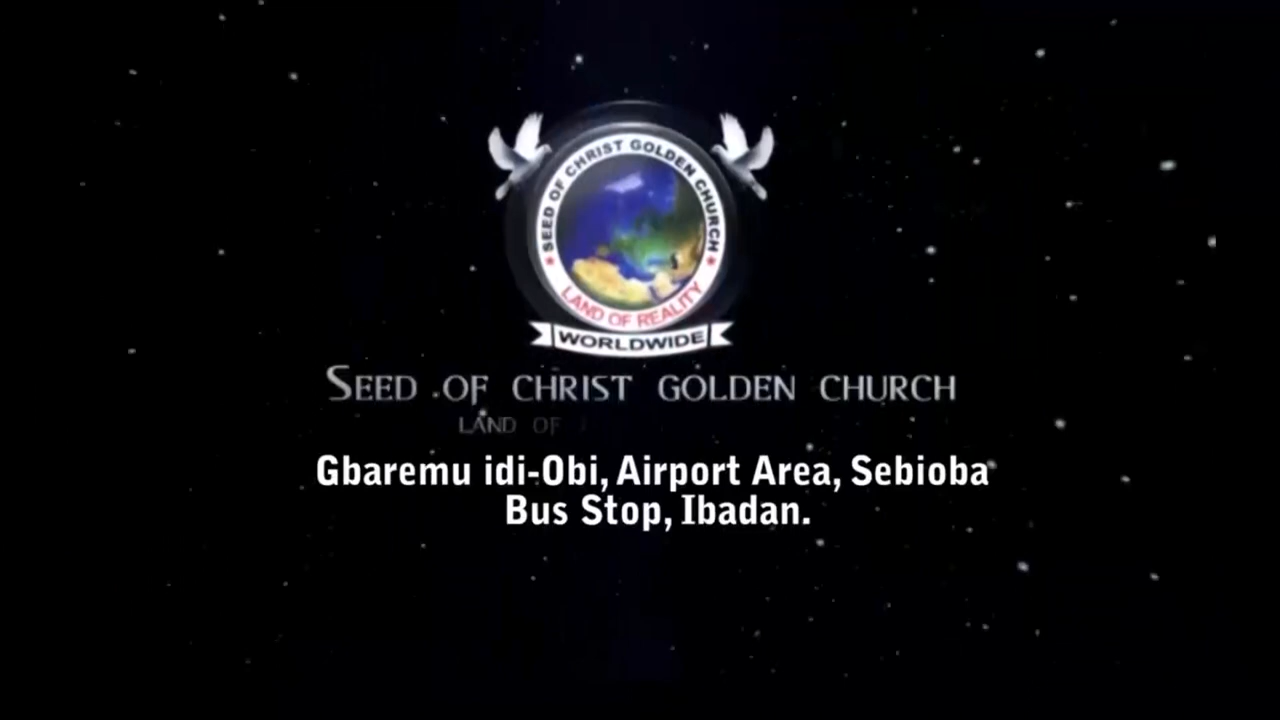 SEED OF CHRIST GOLDEN CHURCH
LAND OF REALITY
WORLDWIDE
SEED OF CHRIST GOLDEN CHURCH
LAND OF
Gbaremu idi-Obi, Airport Area, Sebioba
Bus Stop, Ibadan.